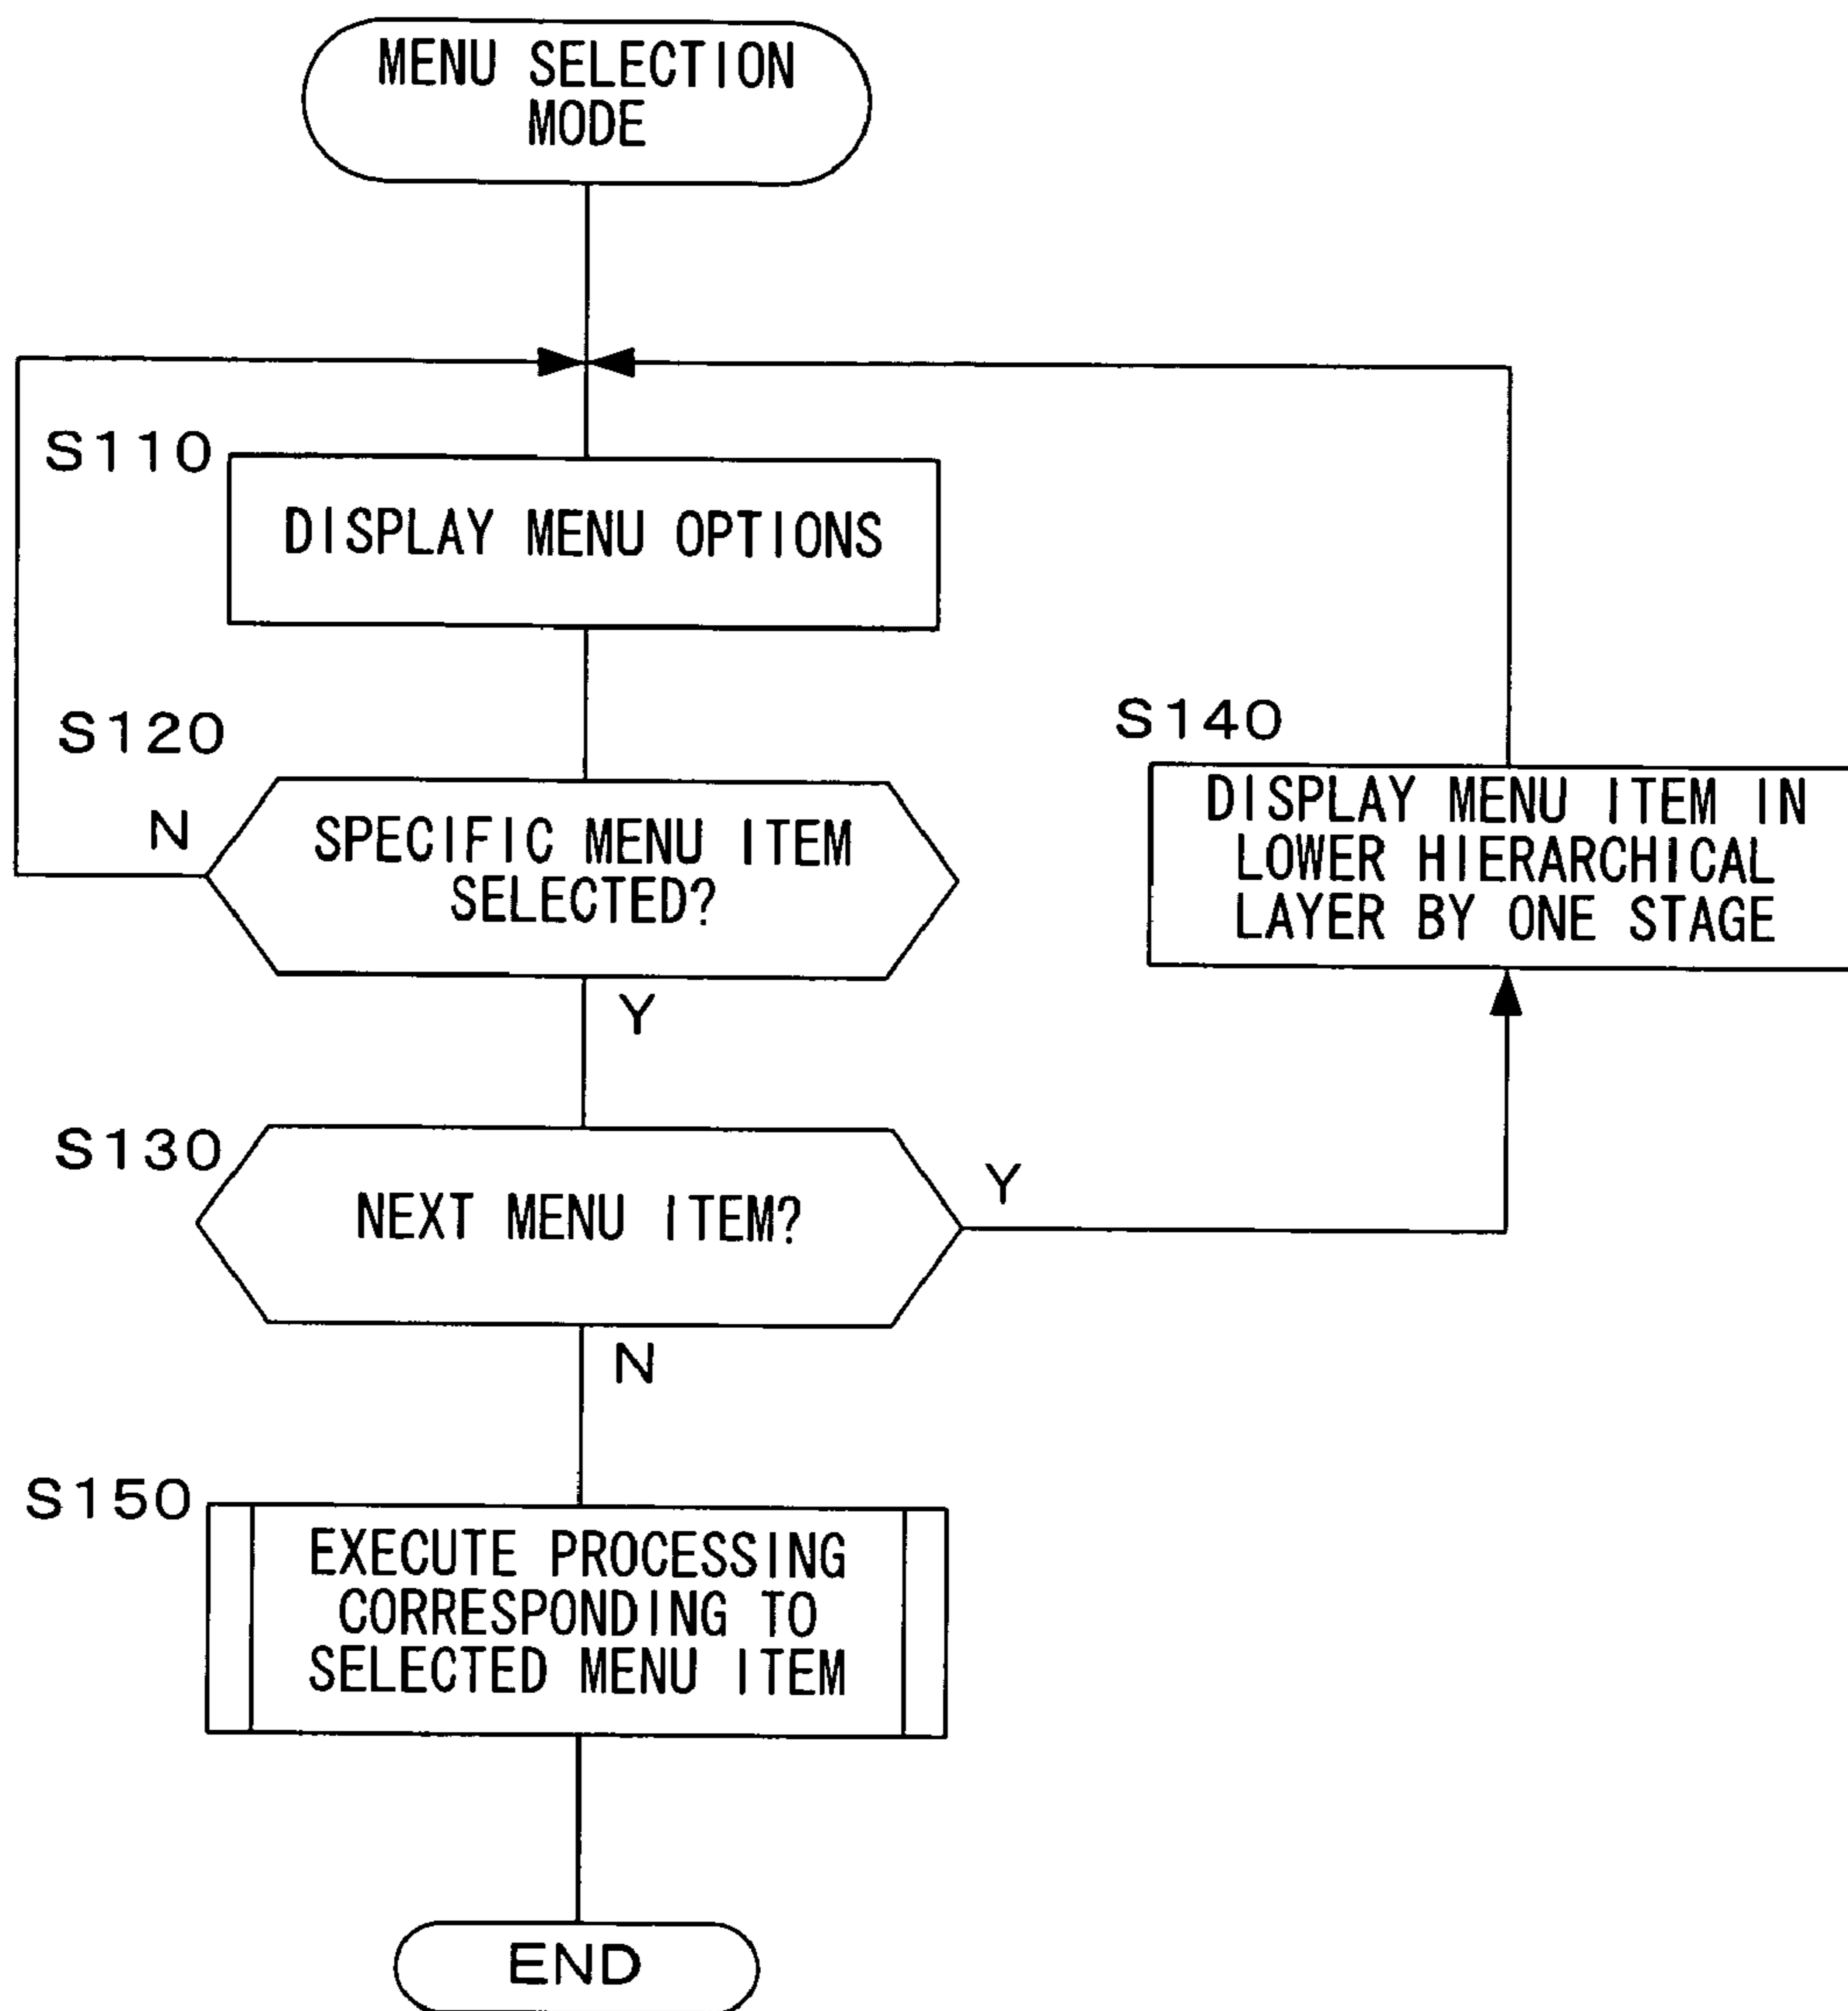 MENU SELECTION
MODE
S110
DISPLAY MENU OPTIONS
S120
N
SPECIFIC MENU ITEM
SELECTED?
Y
S140
DISPLAY MENU ITEM IN
LOWER HIERARCHICAL
LAYER BY ONE STAGE
S130
NEXT MENU ITEM?
Y
N
S150
EXECUTE PROCESSING
CORRESPONDING TO
SELECTED MENU ITEM
END